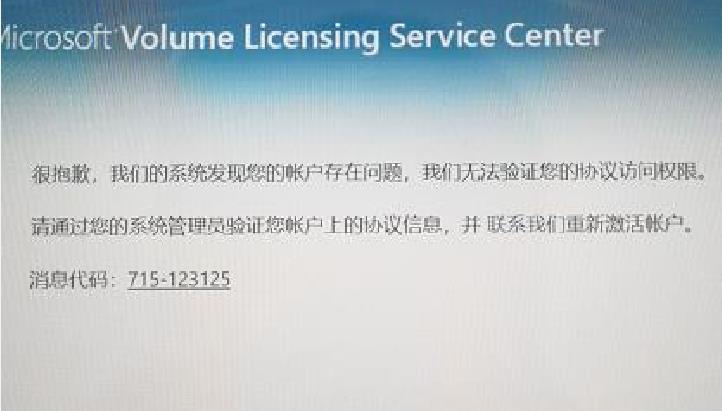 Microsoft Volume Licensing Service Center
很抱歉，我们的系统发现您的帐户存在问题，我们无法验证您的协议访问权限。
请通过您的系统管理员验证您帐户上的协议信息，并 联系我们重新激活帐户。
消息代码：715-123125